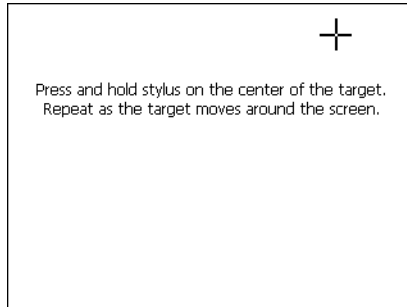 Press and hold stylus on the center of the target.
Repeat as the target moves around the screen.